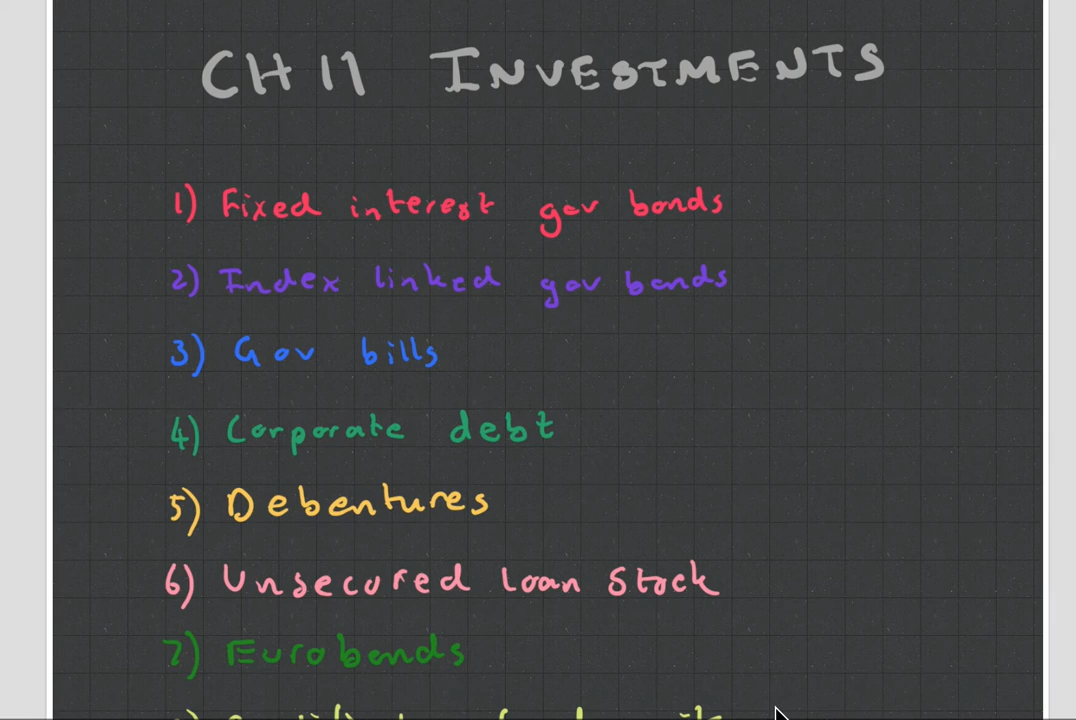 CH 11 INVESTMENTS
1) Fixed interest gov bonds
2) Index linked gov bonds
3) Gov bills
4) Corporate debt
5) Debentures
6) Unsecured loan stock
7) Eurobonds